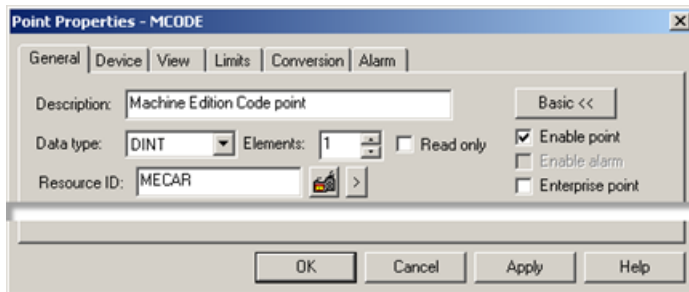 Point Properties - MCODE
General Device View Limits Conversion Alarm
Description: Machine Edition Code point Basic <<
Data type: DINT Elements: 1 Read only Enable point
Enable alarm
Resource ID: MECAR > Enterprise point
OK Cancel Apply Help